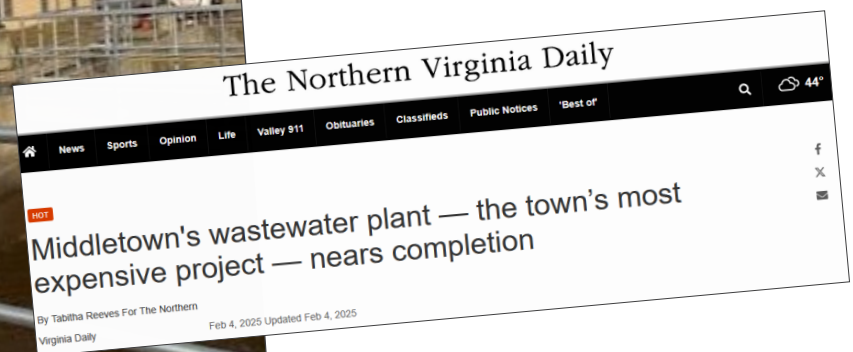 The Northern Virginia Daily
News Sports Opinion Life Valley 911 Obituaries Classifieds Public Notices 'Best of' 44°
HOT
Middletown's wastewater plant — the town's most
expensive project — nears completion
By Tabitha Reeves For The Northern
Virginia Daily
Feb 4, 2025 Updated Feb 4, 2025